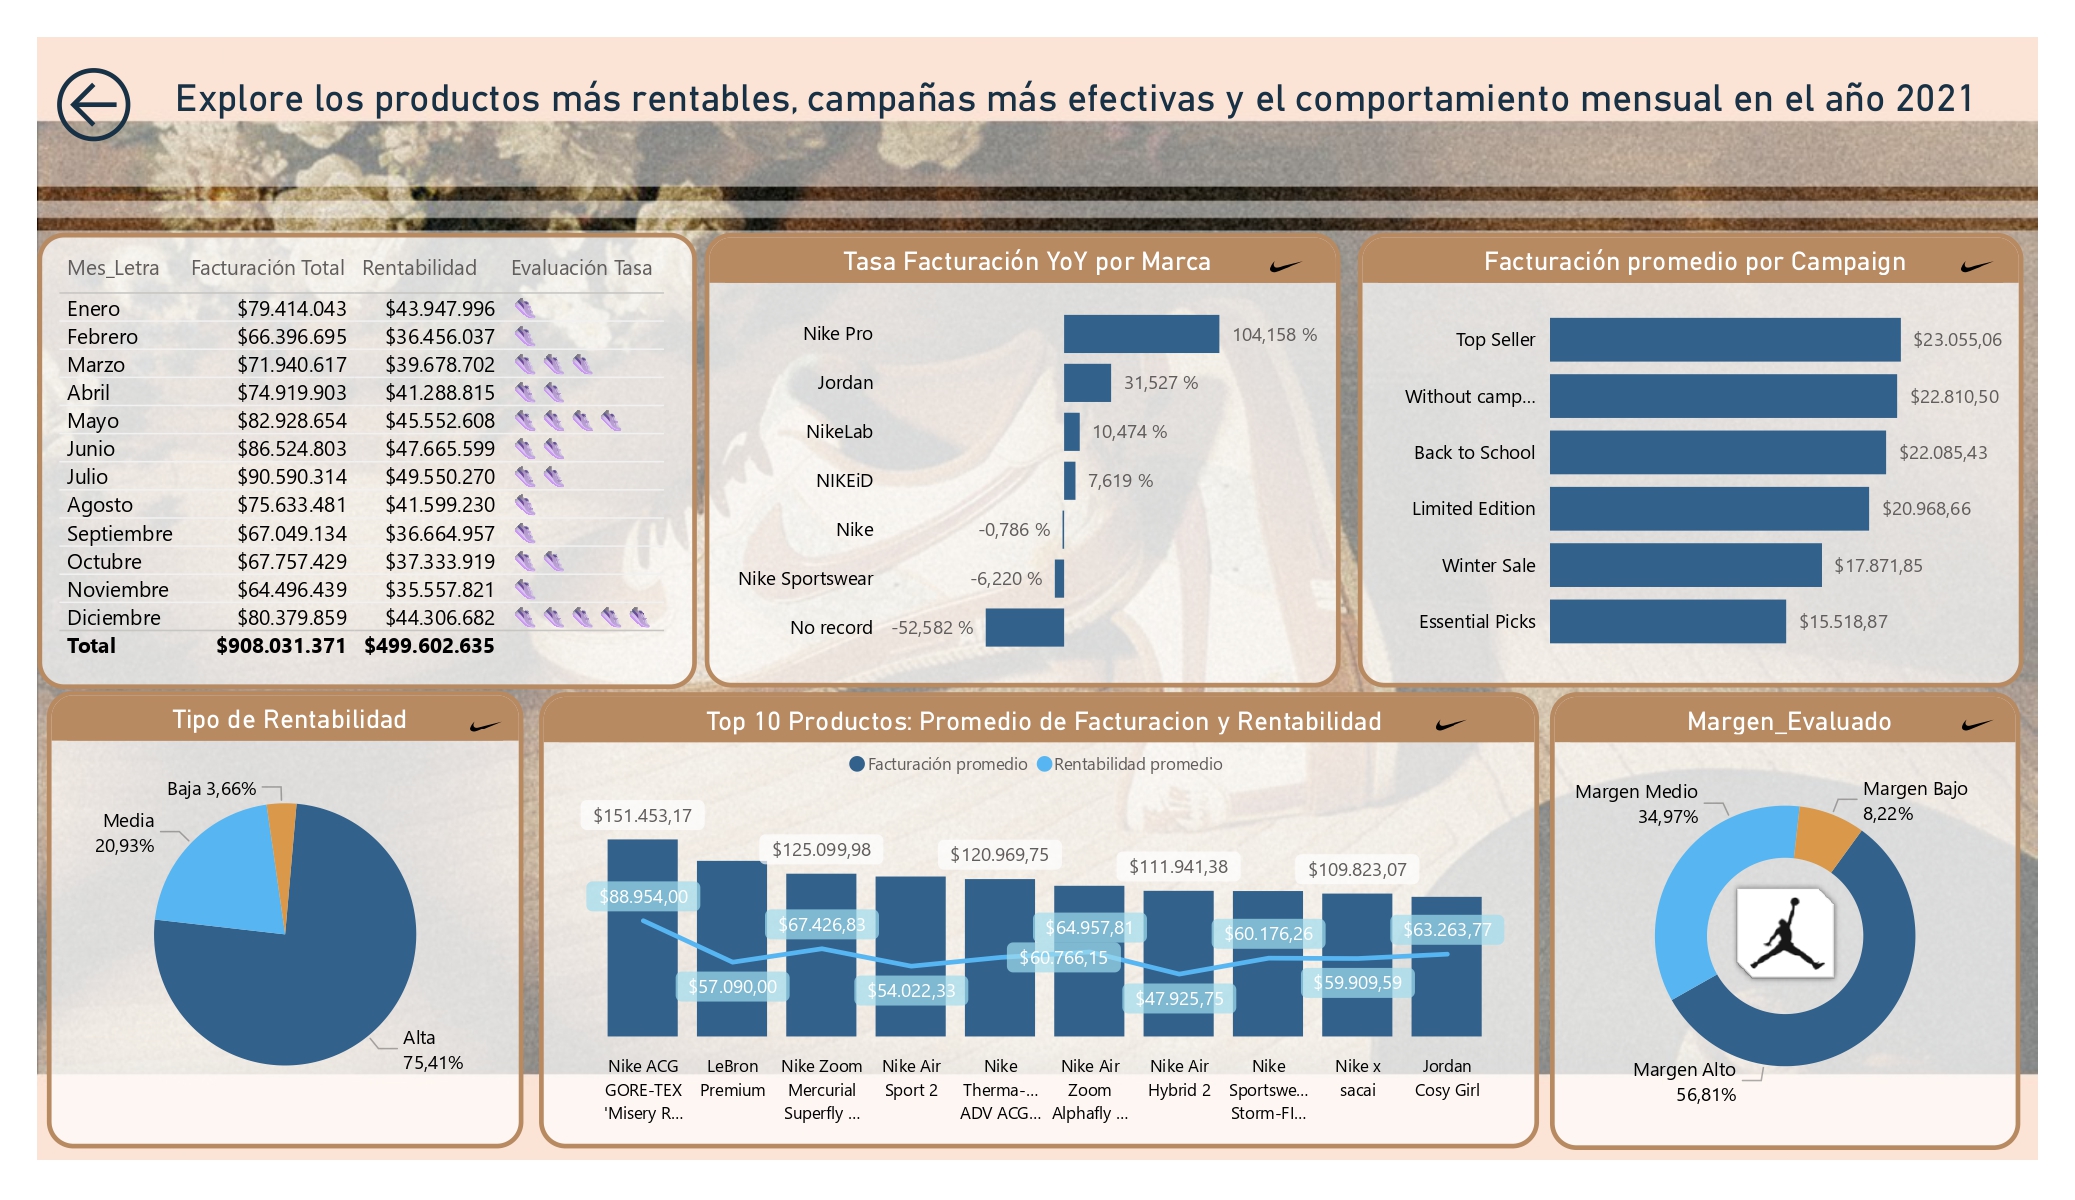 Explore los productos más rentables, campañas más efectivas y el comportamiento mensual en el año 2021
Mes_Letra Facturación Total Rentabilidad Evaluación Tasa
Enero $79.414.043 $43.947.996
Febrero $66.396.695 $36.456.037
Marzo $71.940.617 $39.678.702
Abril $74.919.903 $41.288.815
Mayo $82.928.654 $45.552.608
Junio $86.524.803 $47.665.599
Julio $90.590.314 $49.550.270
Agosto $75.633.481 $41.599.230
Septiembre $67.049.134 $36.664.957
Octubre $67.757.429 $37.333.919
Noviembre $64.496.439 $35.557.821
Diciembre $80.379.859 $44.306.682
Total $908.031.371 $499.602.635
Tasa Facturación YoY por Marca
Nike Pro 104,158 %
Jordan 31,527 %
NikeLab 10,474 %
NIKEiD 7,619 %
Nike -0,786 %
Nike Sportswear -6,220 %
No record -52,582 %
Facturación promedio por Campaign
Top Seller $23.055,06
Without camp... $22.810,50
Back to School $22.085,43
Limited Edition $20.968,66
Winter Sale $17.871,85
Essential Picks $15.518,87
Tipo de Rentabilidad
Baja 3,66%
Media
20,93%
Alta
75,41%
Top 10 Productos: Promedio de Facturacion y Rentabilidad
Facturación promedio Rentabilidad promedio
$151.453,17 $125.099,98 $120.969,75 $111.941,38 $109.823,07
$88.954,00 $57.090,00 $67.426,83 $54.022,33 $60.766,15 $64.957,81 $47.925,75 $60.176,26 $59.909,59 $63.263,77
Nike ACG LeBron Nike Zoom Nike Air Nike Nike Air Nike Air Nike Nike x Jordan
GORE-TEX Premium Mercurial Sport 2 Therma-... Zoom Hybrid 2 Sportswe... sacai Cosy Girl
'Misery R... Superfly ... ADV ACG... Alphafly ... Storm-FI...
Margen_Evaluado
Margen Medio
34,97%
Margen Bajo
8,22%
Margen Alto
56,81%